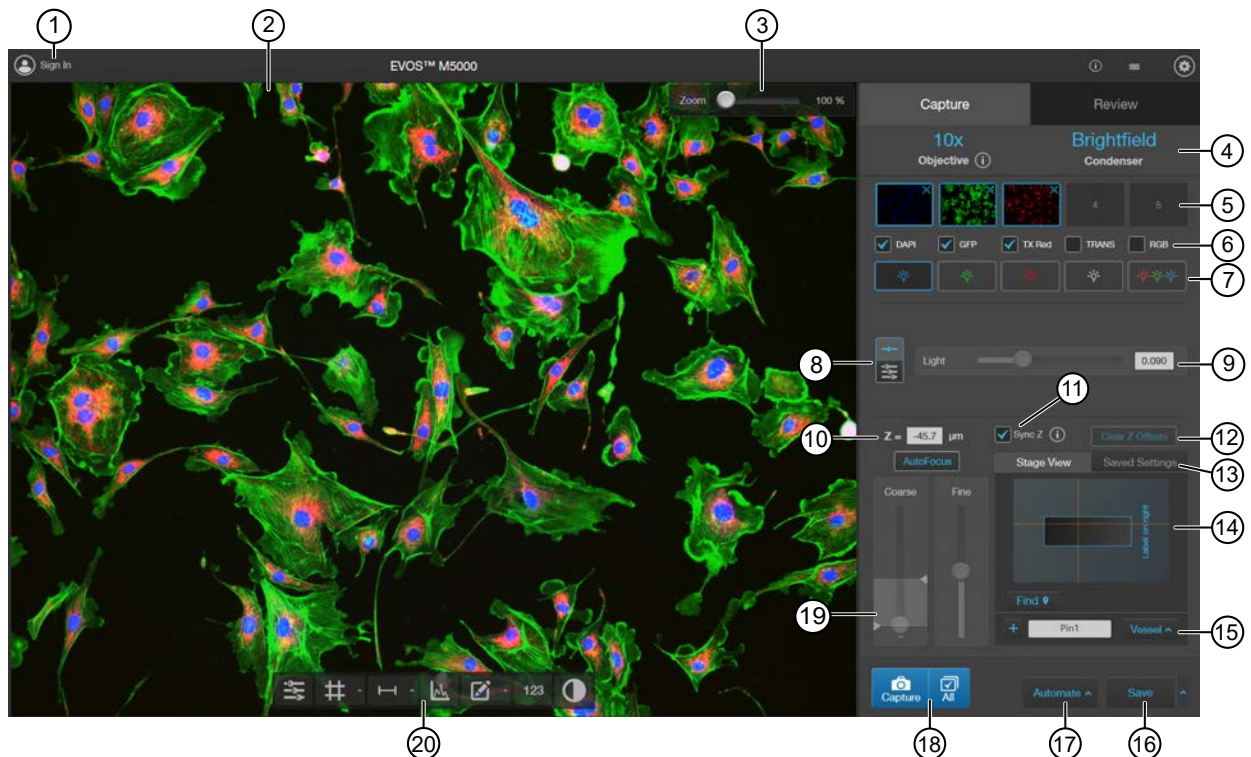 1 2 3
Sign In EVOS™ M5000
Zoom 100 %
Capture Review
10x Brightfield
Objective Condenser 4
4 5 5
DAPI GFP TX Red TRANS RGB 6
7
8 Light 0.090 9
11
10 Z = -45.7 µm Sync Z Clear Z Offsets 12
AutoFocus Stage View Saved Settings 13
Coarse Fine
Label on right 14
Find
19
+ Pin1 Vessel 15
123 Capture All Automate Save
20 18 17 16